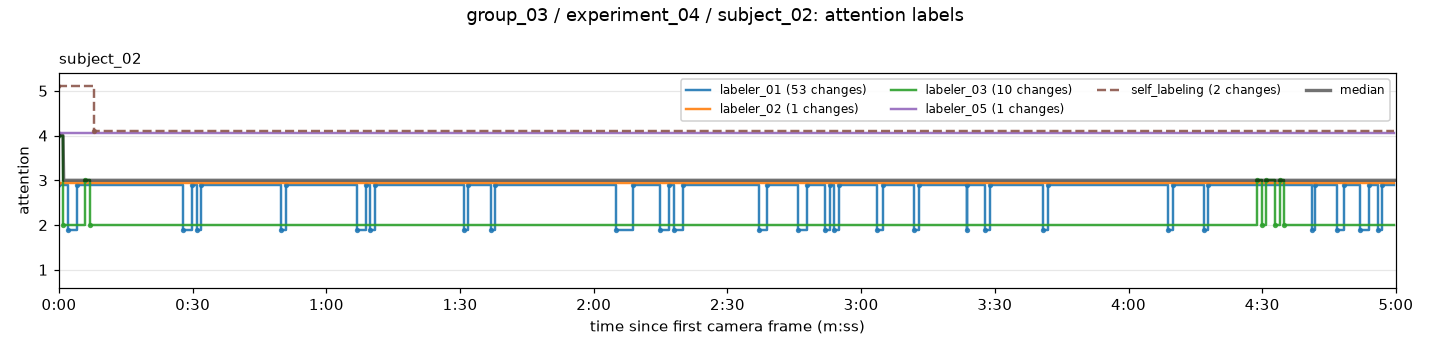 group_03 / experiment_04 / subject_02: attention labels
subject_02
labeler_01 (53 changes)
labeler_02 (1 changes)
labeler_03 (10 changes)
labeler_05 (1 changes)
self_labeling (2 changes)
median
attention
5
4
3
2
1
0:00 0:30 1:00 1:30 2:00 2:30 3:00 3:30 4:00 4:30 5:00
time since first camera frame (m:ss)